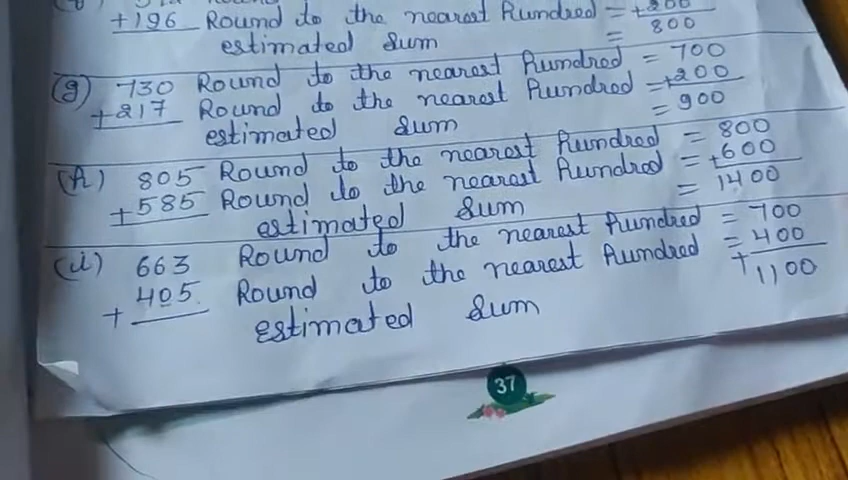 +196 Round to the nearest hundred = +200
estimated sum = 800
(g) 730 Round to the nearest hundred = 700
+217 Round to the nearest hundred = +200
estimated sum = 900
(h) 805 Round to the nearest hundred = 800
+585 Round to the nearest hundred = +600
estimated sum = 1400
(i) 663 Round to the nearest hundred = 700
+ 405 Round to the nearest hundred = + 400
estimated sum 1100
37